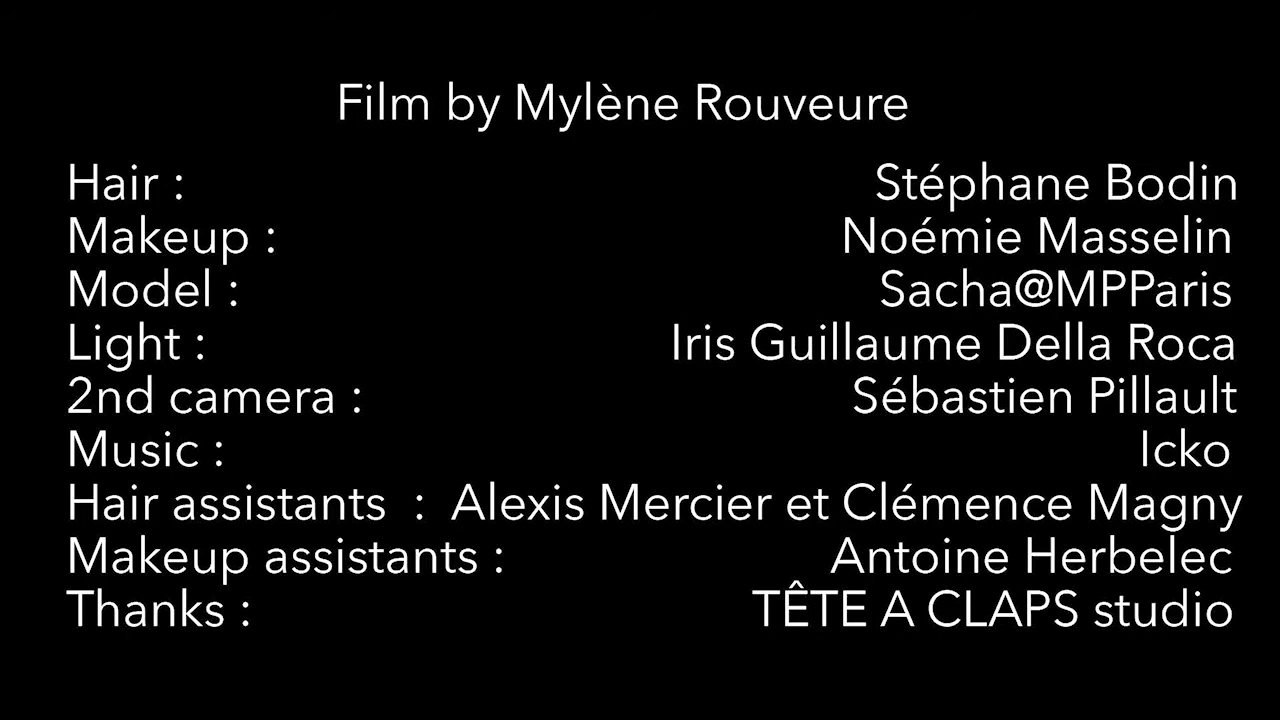 Film by Mylène Rouveure
Hair : Stéphane Bodin
Makeup : Noémie Masselin
Model : Sacha@MPParis
Light : Iris Guillaume Della Roca
2nd camera : Sébastien Pillault
Music : Icko
Hair assistants : Alexis Mercier et Clémence Magny
Makeup assistants : Antoine Herbelec
Thanks : TÊTE A CLAPS studio